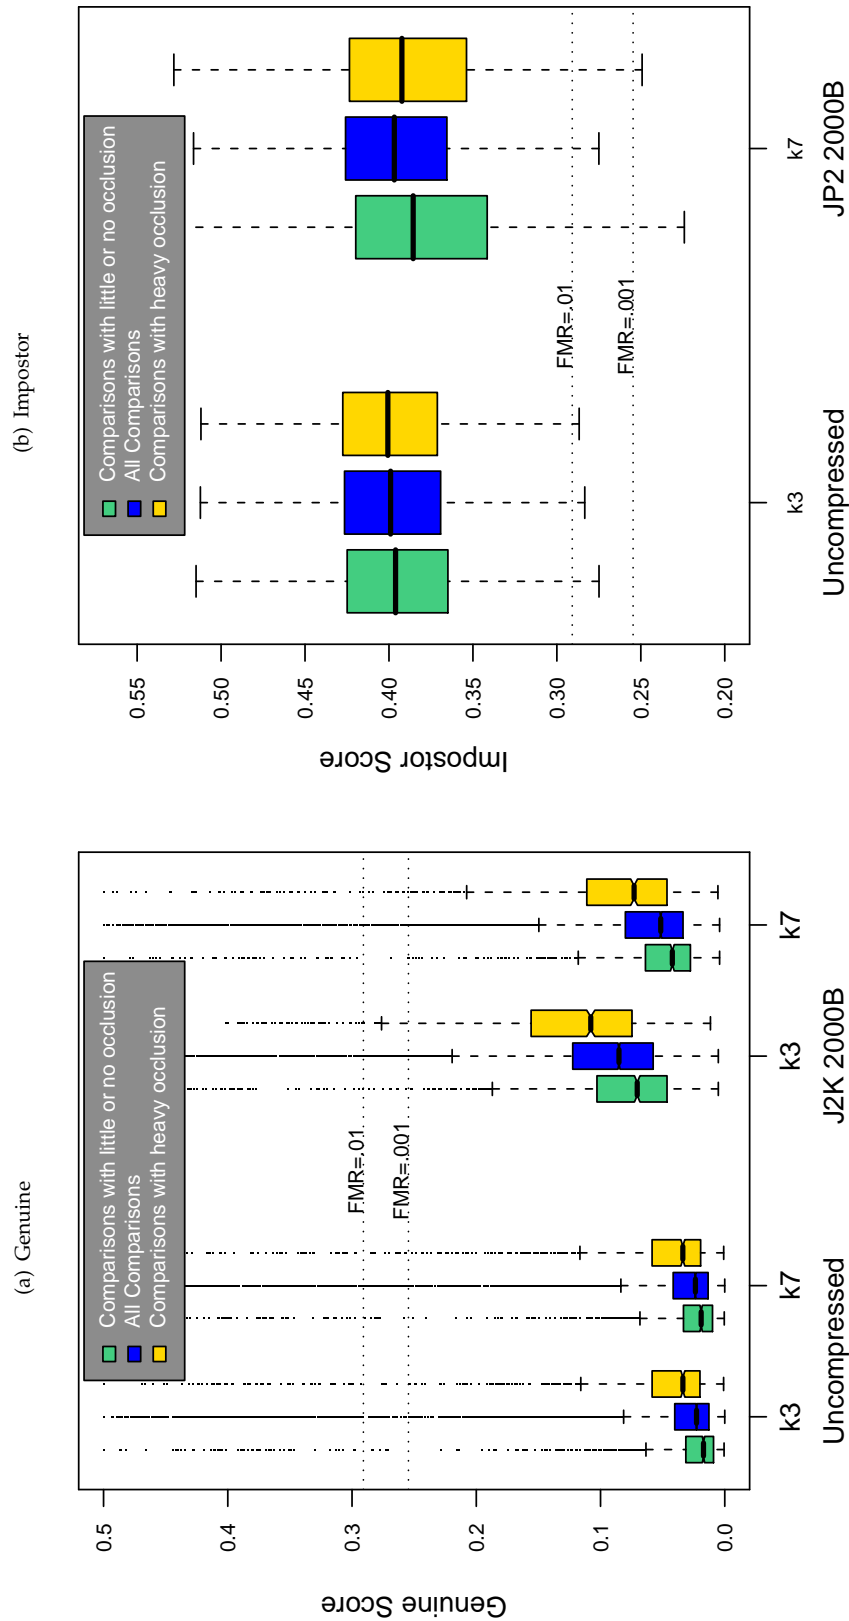 (a) Genuine
Comparisons with little or no occlusion
All Comparisons
Comparisons with heavy occlusion
Genuine Score
0.0
0.1
0.2
0.3
0.4
0.5
FMR=.01
FMR=.001
k3
k7
k3
k7
Uncompressed
J2K 2000B
(b) Impostor
Comparisons with little or no occlusion
All Comparisons
Comparisons with heavy occlusion
Impostor Score
0.20
0.25
0.30
0.35
0.40
0.45
0.50
0.55
FMR=.01
FMR=.001
k3
k7
Uncompressed
JP2 2000B